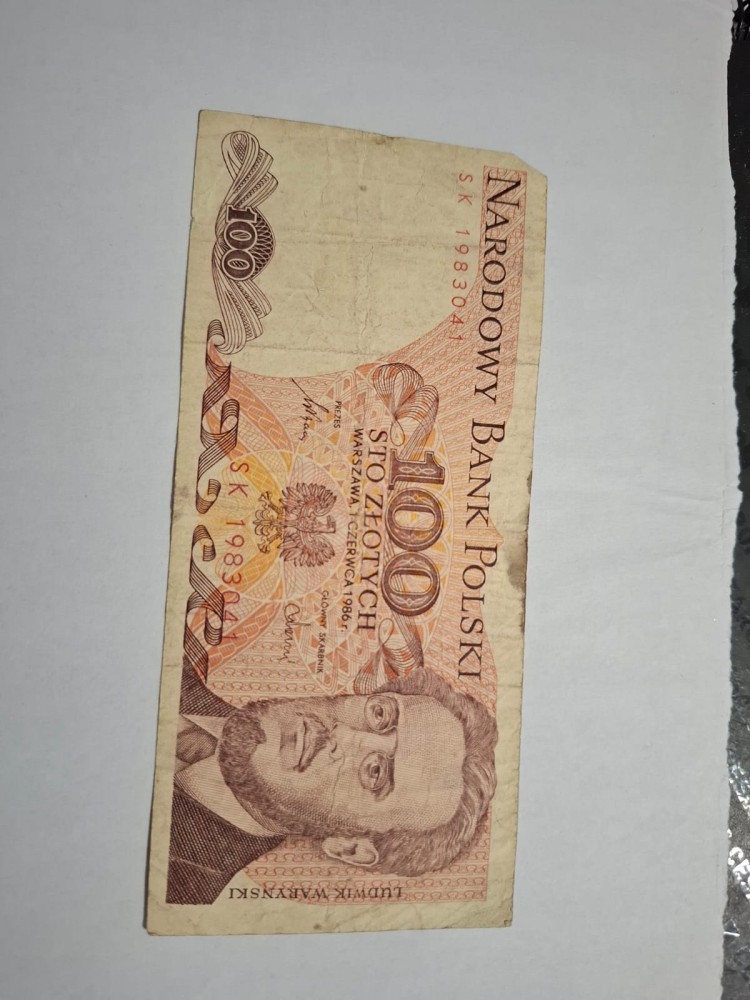 NARODOWY BANK POLSKI
SK 1983041
100
STO ZŁOTYCH
WARSZAWA 1 CZERWCA 1986 r.
PREZES
GŁÓWNY SKARBNIK
100
SK 1983041
LUDWIK WARYŃSKI